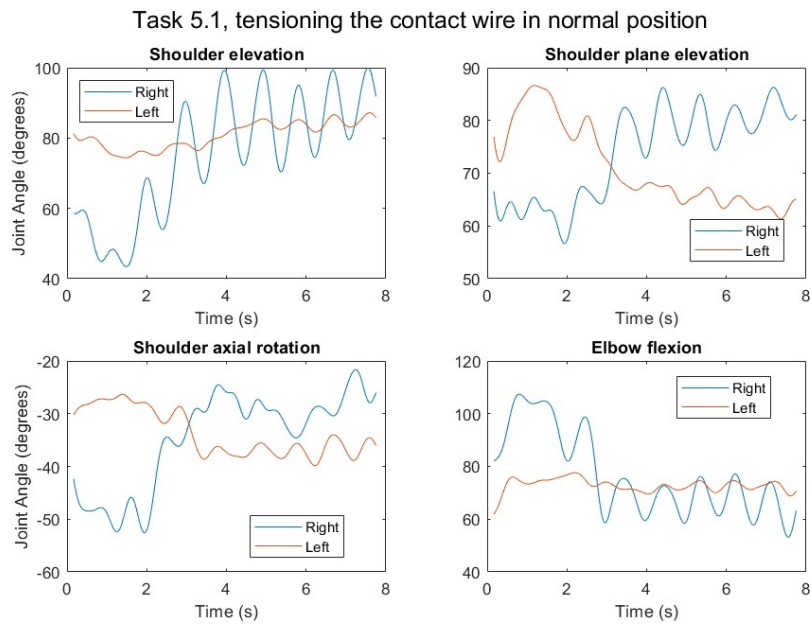 Task 5.1, tensioning the contact wire in normal position
Shoulder elevation
100
80
60
40
Joint Angle (degrees)
Right
Left
0 2 4 6 8
Time (s)
Shoulder plane elevation
90
80
70
60
50
Right
Left
0 2 4 6 8
Time (s)
Shoulder axial rotation
-20
-30
-40
-50
-60
Joint Angle (degrees)
Right
Left
0 2 4 6 8
Time (s)
Elbow flexion
120
100
80
60
40
Right
Left
0 2 4 6 8
Time (s)